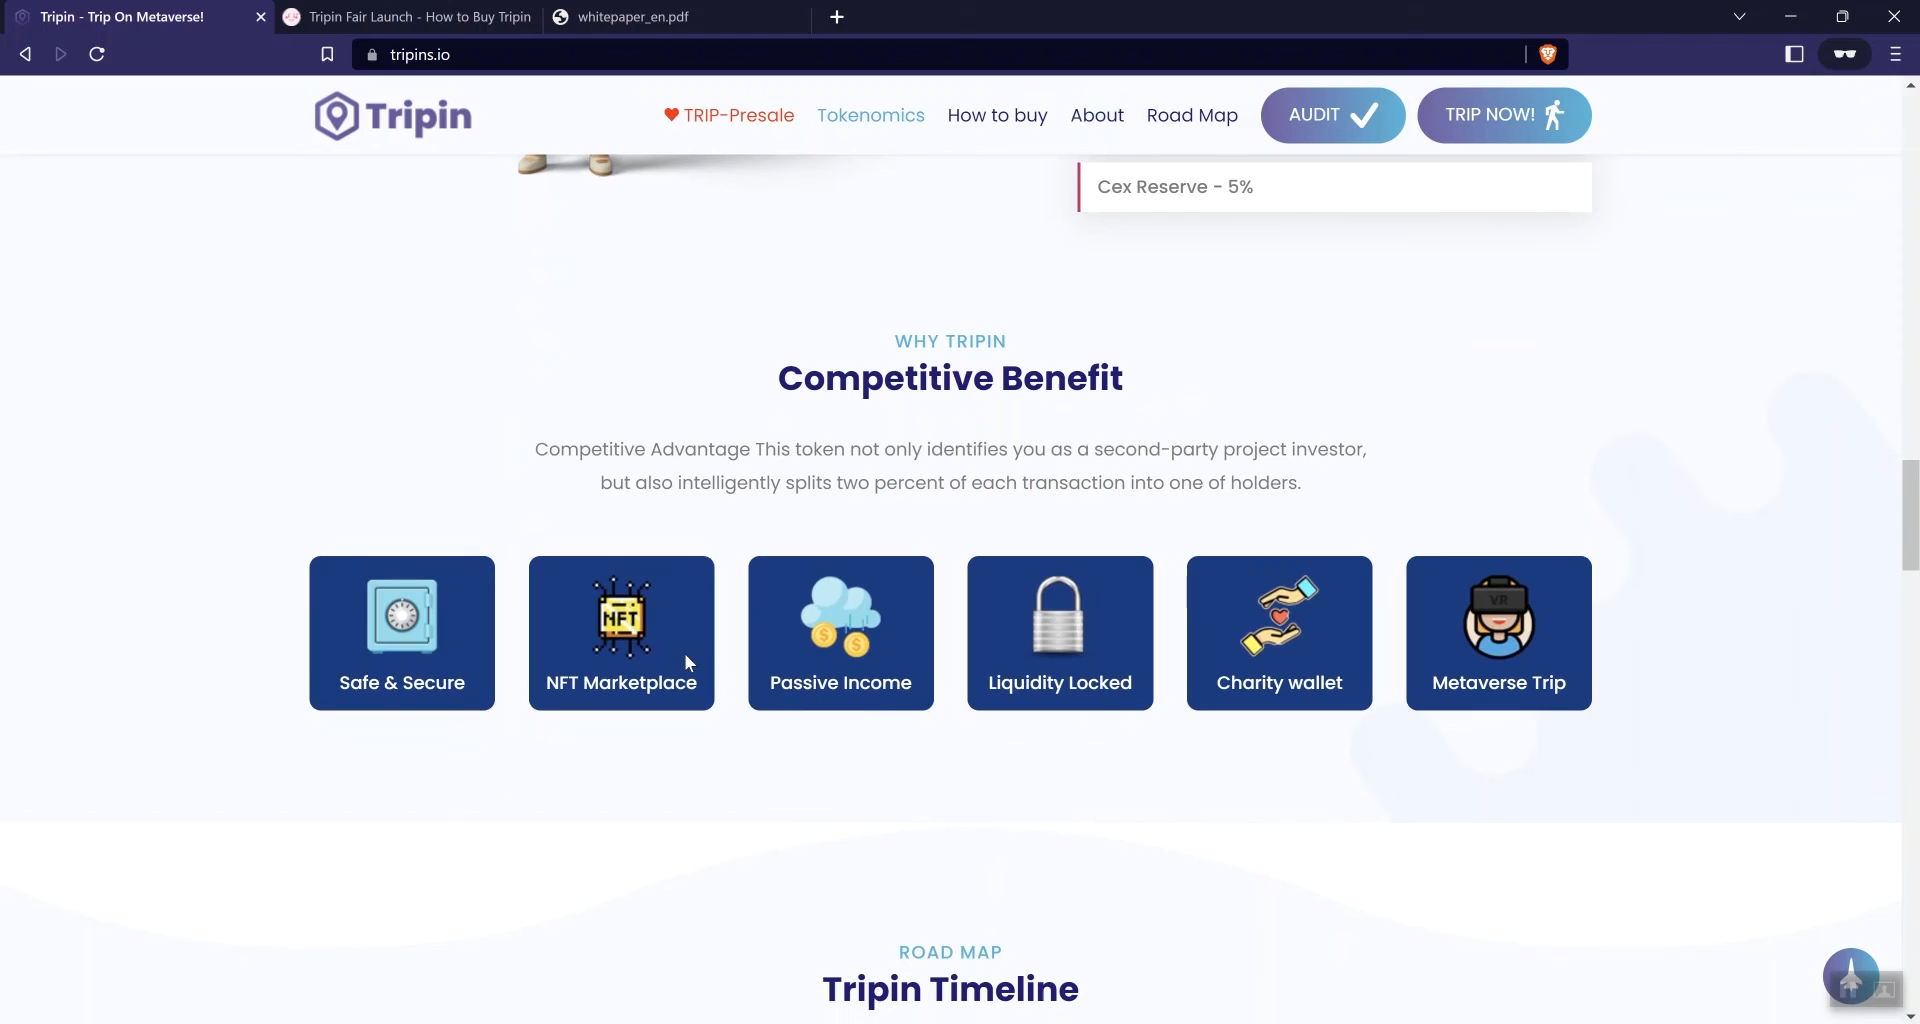 Tripin - Trip On Metaverse!
Tripin Fair Launch - How to Buy Tripin
whitepaper_en.pdf
tripins.io
Tripin
TRIP-Presale
Tokenomics
How to buy
About
Road Map
AUDIT
TRIP NOW!
Cex Reserve - 5%
WHY TRIPIN
Competitive Benefit
Competitive Advantage This token not only identifies you as a second-party project investor,
but also intelligently splits two percent of each transaction into one of holders.
NFT
VR
Safe & Secure
NFT Marketplace
Passive Income
Liquidity Locked
Charity wallet
Metaverse Trip
ROAD MAP
Tripin Timeline